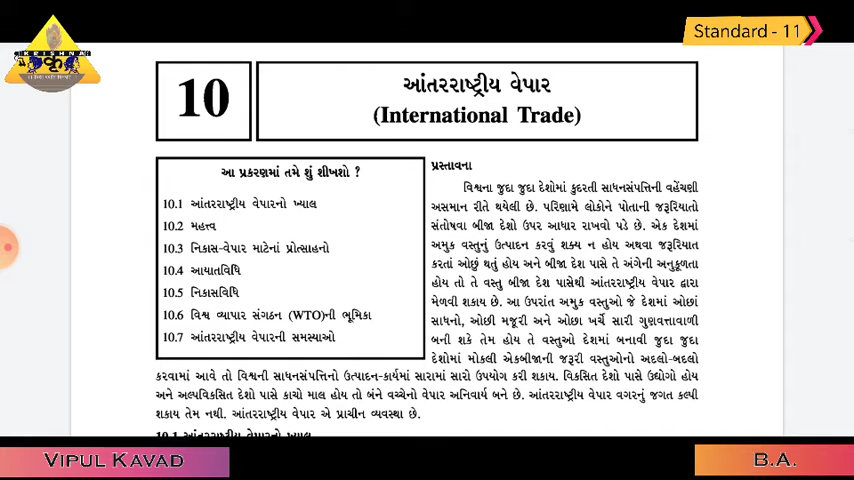 Standard - 11
KRISHNA
કૃ
10
આંતરરાષ્ટ્રીય વેપાર
(International Trade)
આ પ્રકરણમાં તમે શું શીખશો ?
10.1 આંતરરાષ્ટ્રીય વેપારનો ખ્યાલ
10.2 મહત્ત્વ
10.3 નિકાસ-વેપાર માટેનાં પ્રોત્સાહનો
10.4 આયાતવિધિ
10.5 નિકાસવિધિ
10.6 વિશ્વ વ્યાપાર સંગઠન (WTO)ની ભૂમિકા
10.7 આંતરરાષ્ટ્રીય વેપારની સમસ્યાઓ
પ્રસ્તાવના
વિશ્વના જુદા જુદા દેશોમાં કુદરતી સાધનસંપત્તિની વહેંચણી
અસમાન રીતે થયેલી છે. પરિણામે લોકોને પોતાની જરૂરિયાતો
સંતોષવા બીજા દેશો ઉપર આધાર રાખવો પડે છે. એક દેશમાં
અમુક વસ્તુનું ઉત્પાદન કરવું શક્ય ન હોય અથવા જરૂરિયાત
કરતાં ઓછું થતું હોય અને બીજા દેશ પાસે તે અંગેની અનુકૂળતા
હોય તો તે વસ્તુ બીજા દેશ પાસેથી આંતરરાષ્ટ્રીય વેપાર દ્વારા
મેળવી શકાય છે. આ ઉપરાંત અમુક વસ્તુઓ જે દેશમાં ઓછાં
સાધનો, ઓછી મજૂરી અને ઓછા ખર્ચે સારી ગુણવત્તાવાળી
બની શકે તેમ હોય તે વસ્તુઓ દેશમાં બનાવી જુદા જુદા
દેશોમાં મોકલી એકબીજાની જરૂરી વસ્તુઓનો અદલો-બદલો
કરવામાં આવે તો વિશ્વની સાધનસંપત્તિનો ઉત્પાદન-કાર્યમાં સારામાં સારો ઉપયોગ કરી શકાય. વિકસિત દેશો પાસે ઉદ્યોગો હોય
અને અલ્પવિકસિત દેશો પાસે કાચો માલ હોય તો બંને વચ્ચેનો વેપાર અનિવાર્ય બને છે. આંતરરાષ્ટ્રીય વેપાર વગરનું જગત કલ્પી
શકાય તેમ નથી. આંતરરાષ્ટ્રીય વેપાર એ પ્રાચીન વ્યવસ્થા છે.
10.1 આંતરરાષ્ટ્રીય વેપારનો ખ્યાલ
VIPUL KAVAD
B.A.